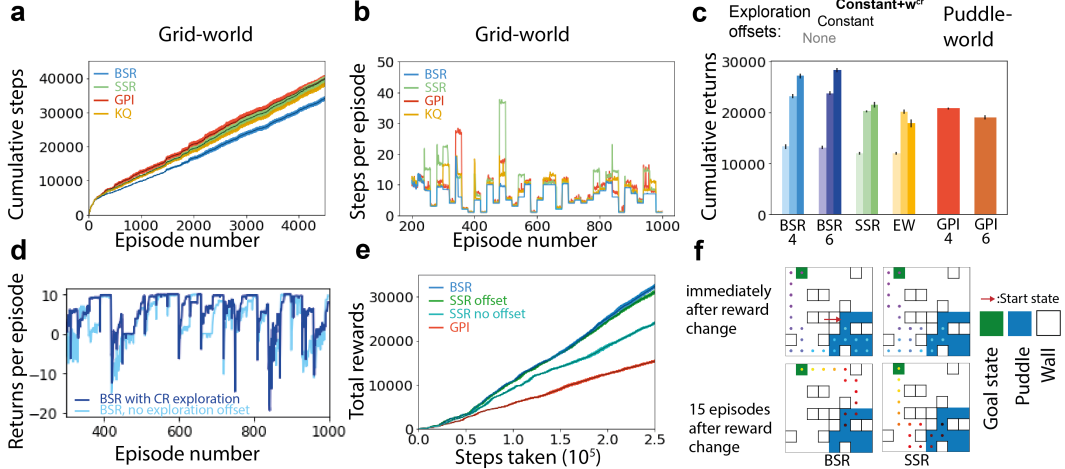 a
Grid-world
Cumulative steps
40000
30000
20000
10000
0
BSR
SSR
GPI
KQ
0
1000
2000
3000
4000
Episode number
b
Grid-world
Steps per episode
50
40
30
20
10
0
BSR
SSR
GPI
KQ
200
400
600
800
1000
Episode number
c
Exploration
offsets:
Constant+w^cr
Constant
None
Puddle-
world
Cumulative returns
30000
20000
10000
0
BSR
4
BSR
6
SSR
EW
GPI
4
GPI
6
d
Returns per episode
10
0
−10
−20
BSR with CR exploration
BSR, no exploration offset
400
600
800
1000
Episode number
e
Total rewards
30000
20000
10000
0
BSR
SSR offset
SSR no offset
GPI
0.0
0.5
1.0
1.5
2.0
2.5
Steps taken (10^5)
f
immediately
after reward
change
15 episodes
after reward
change
BSR
SSR
:Start state
Goal state
Puddle
Wall